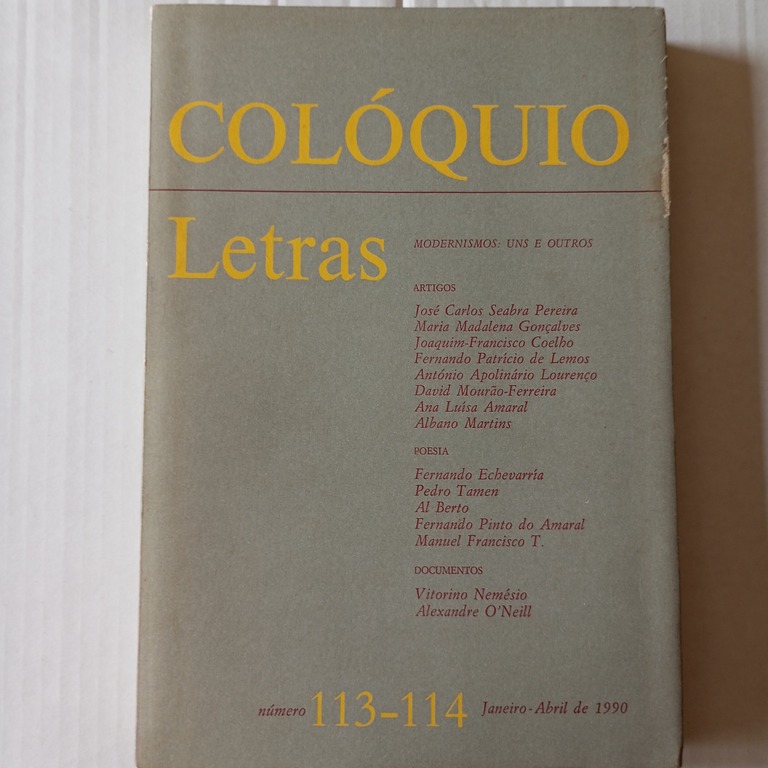 COLÓQUIO
Letras
MODERNISMOS: UNS E OUTROS
ARTIGOS
José Carlos Seabra Pereira
Maria Madalena Gonçalves
Joaquim-Francisco Coelho
Fernando Patrício de Lemos
António Apolinário Lourenço
David Mourão-Ferreira
Ana Luísa Amaral
Albano Martins
POESIA
Fernando Echevarría
Pedro Tamen
Al Berto
Fernando Pinto do Amaral
Manuel Francisco T.
DOCUMENTOS
Vitorino Nemésio
Alexandre O'Neill
número 113-114 Janeiro-Abril de 1990